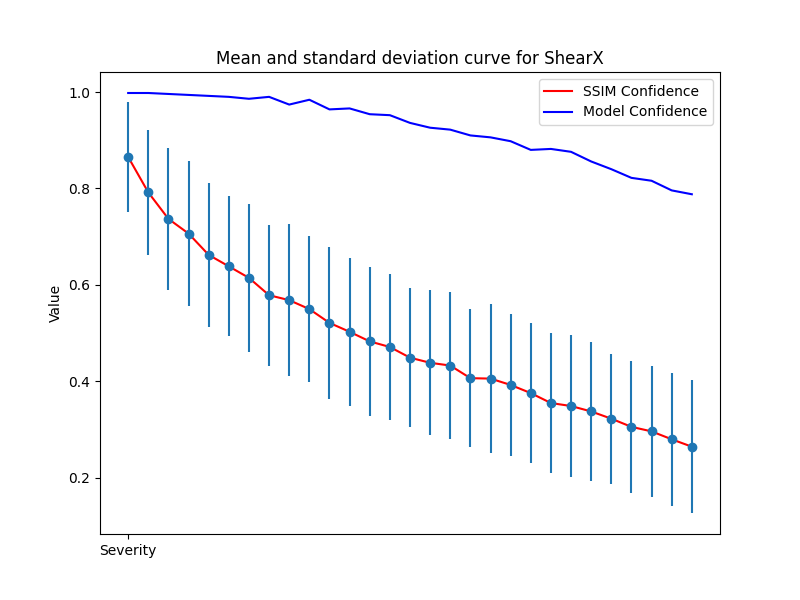 Mean and standard deviation curve for ShearX
SSIM Confidence
Model Confidence
1.0
0.8
0.6
0.4
0.2
Value
Severity